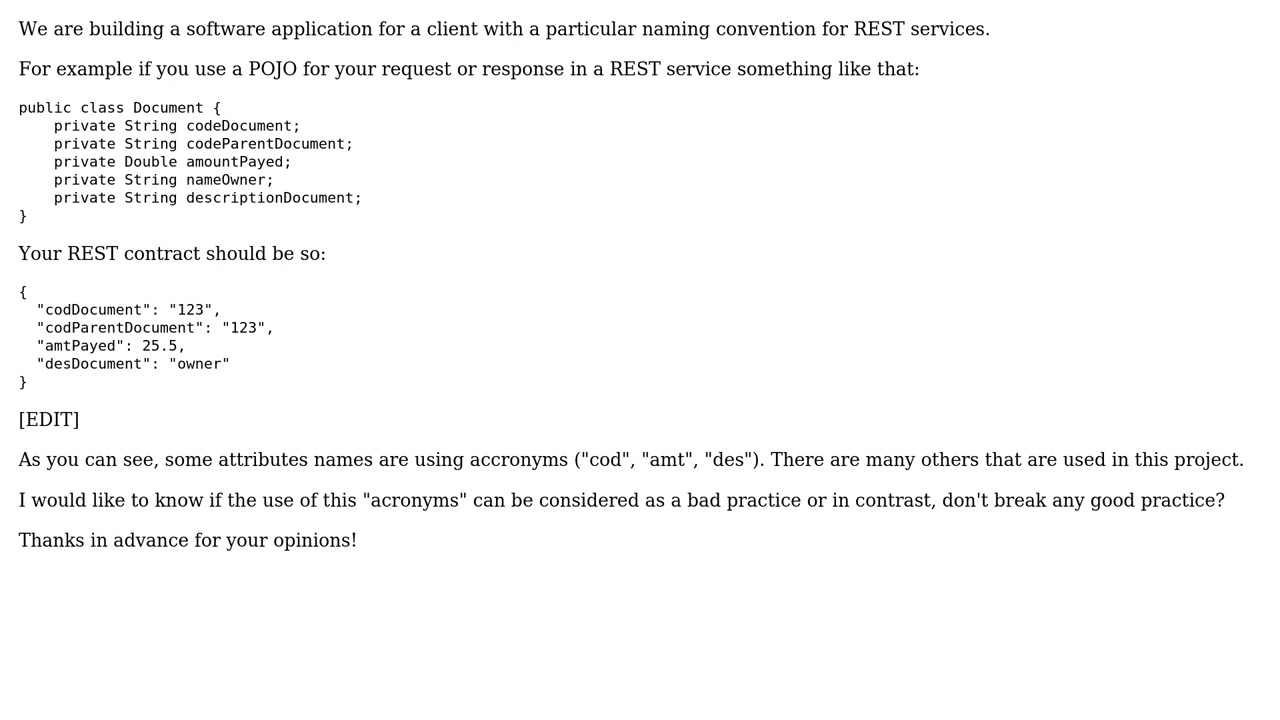 We are building a software application for a client with a particular naming convention for REST services.
For example if you use a POJO for your request or response in a REST service something like that:
public class Document {
    private String codeDocument;
    private String codeParentDocument;
    private Double amountPayed;
    private String nameOwner;
    private String descriptionDocument;
}
Your REST contract should be so:
{
  "codDocument": "123",
  "codParentDocument": "123",
  "amtPayed": 25.5,
  "desDocument": "owner"
}
[EDIT]
As you can see, some attributes names are using accronyms ("cod", "amt", "des"). There are many others that are used in this project.
I would like to know if the use of this "acronyms" can be considered as a bad practice or in contrast, don't break any good practice?
Thanks in advance for your opinions!